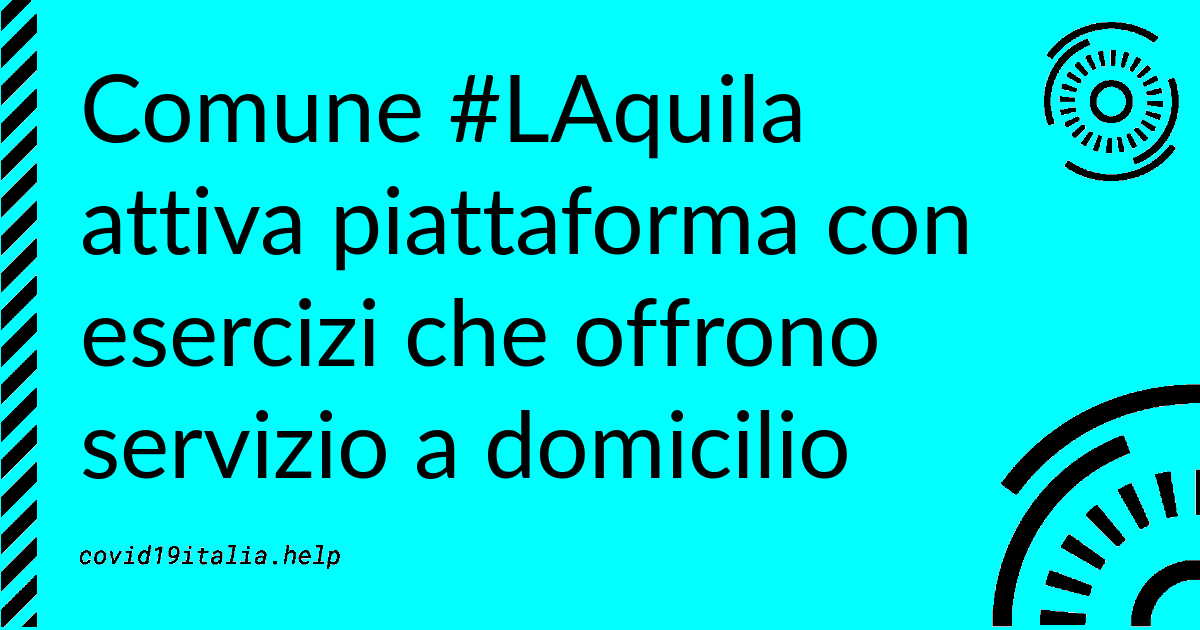 Comune #LAquila
attiva piattaforma con
esercizi che offrono
servizio a domicilio
covid19italia.help